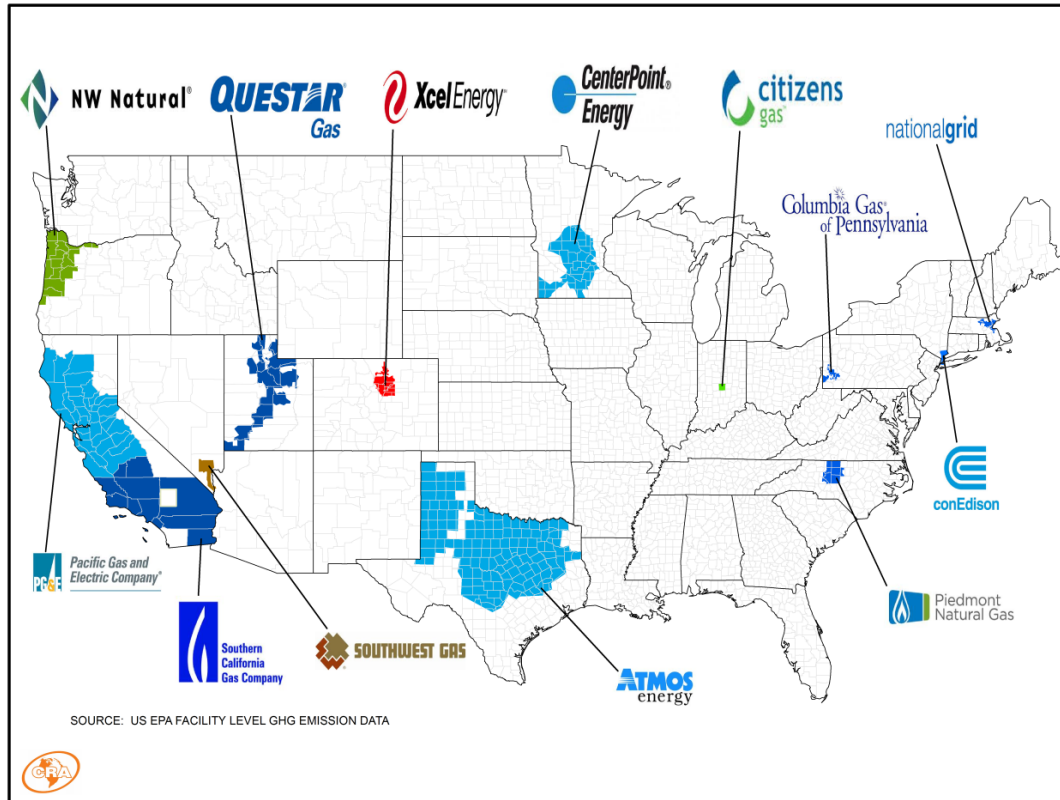 NW Natural®
QUESTAR®
Gas
Xcel Energy™
CenterPoint®
Energy
citizens
gas®
nationalgrid
Columbia Gas®
of Pennsylvania
conEdison
Piedmont
Natural Gas
PG&E
Pacific Gas and
Electric Company®
Southern
California
Gas Company
SOUTHWEST GAS
ATMOS
energy
SOURCE: US EPA FACILITY LEVEL GHG EMISSION DATA
CRA